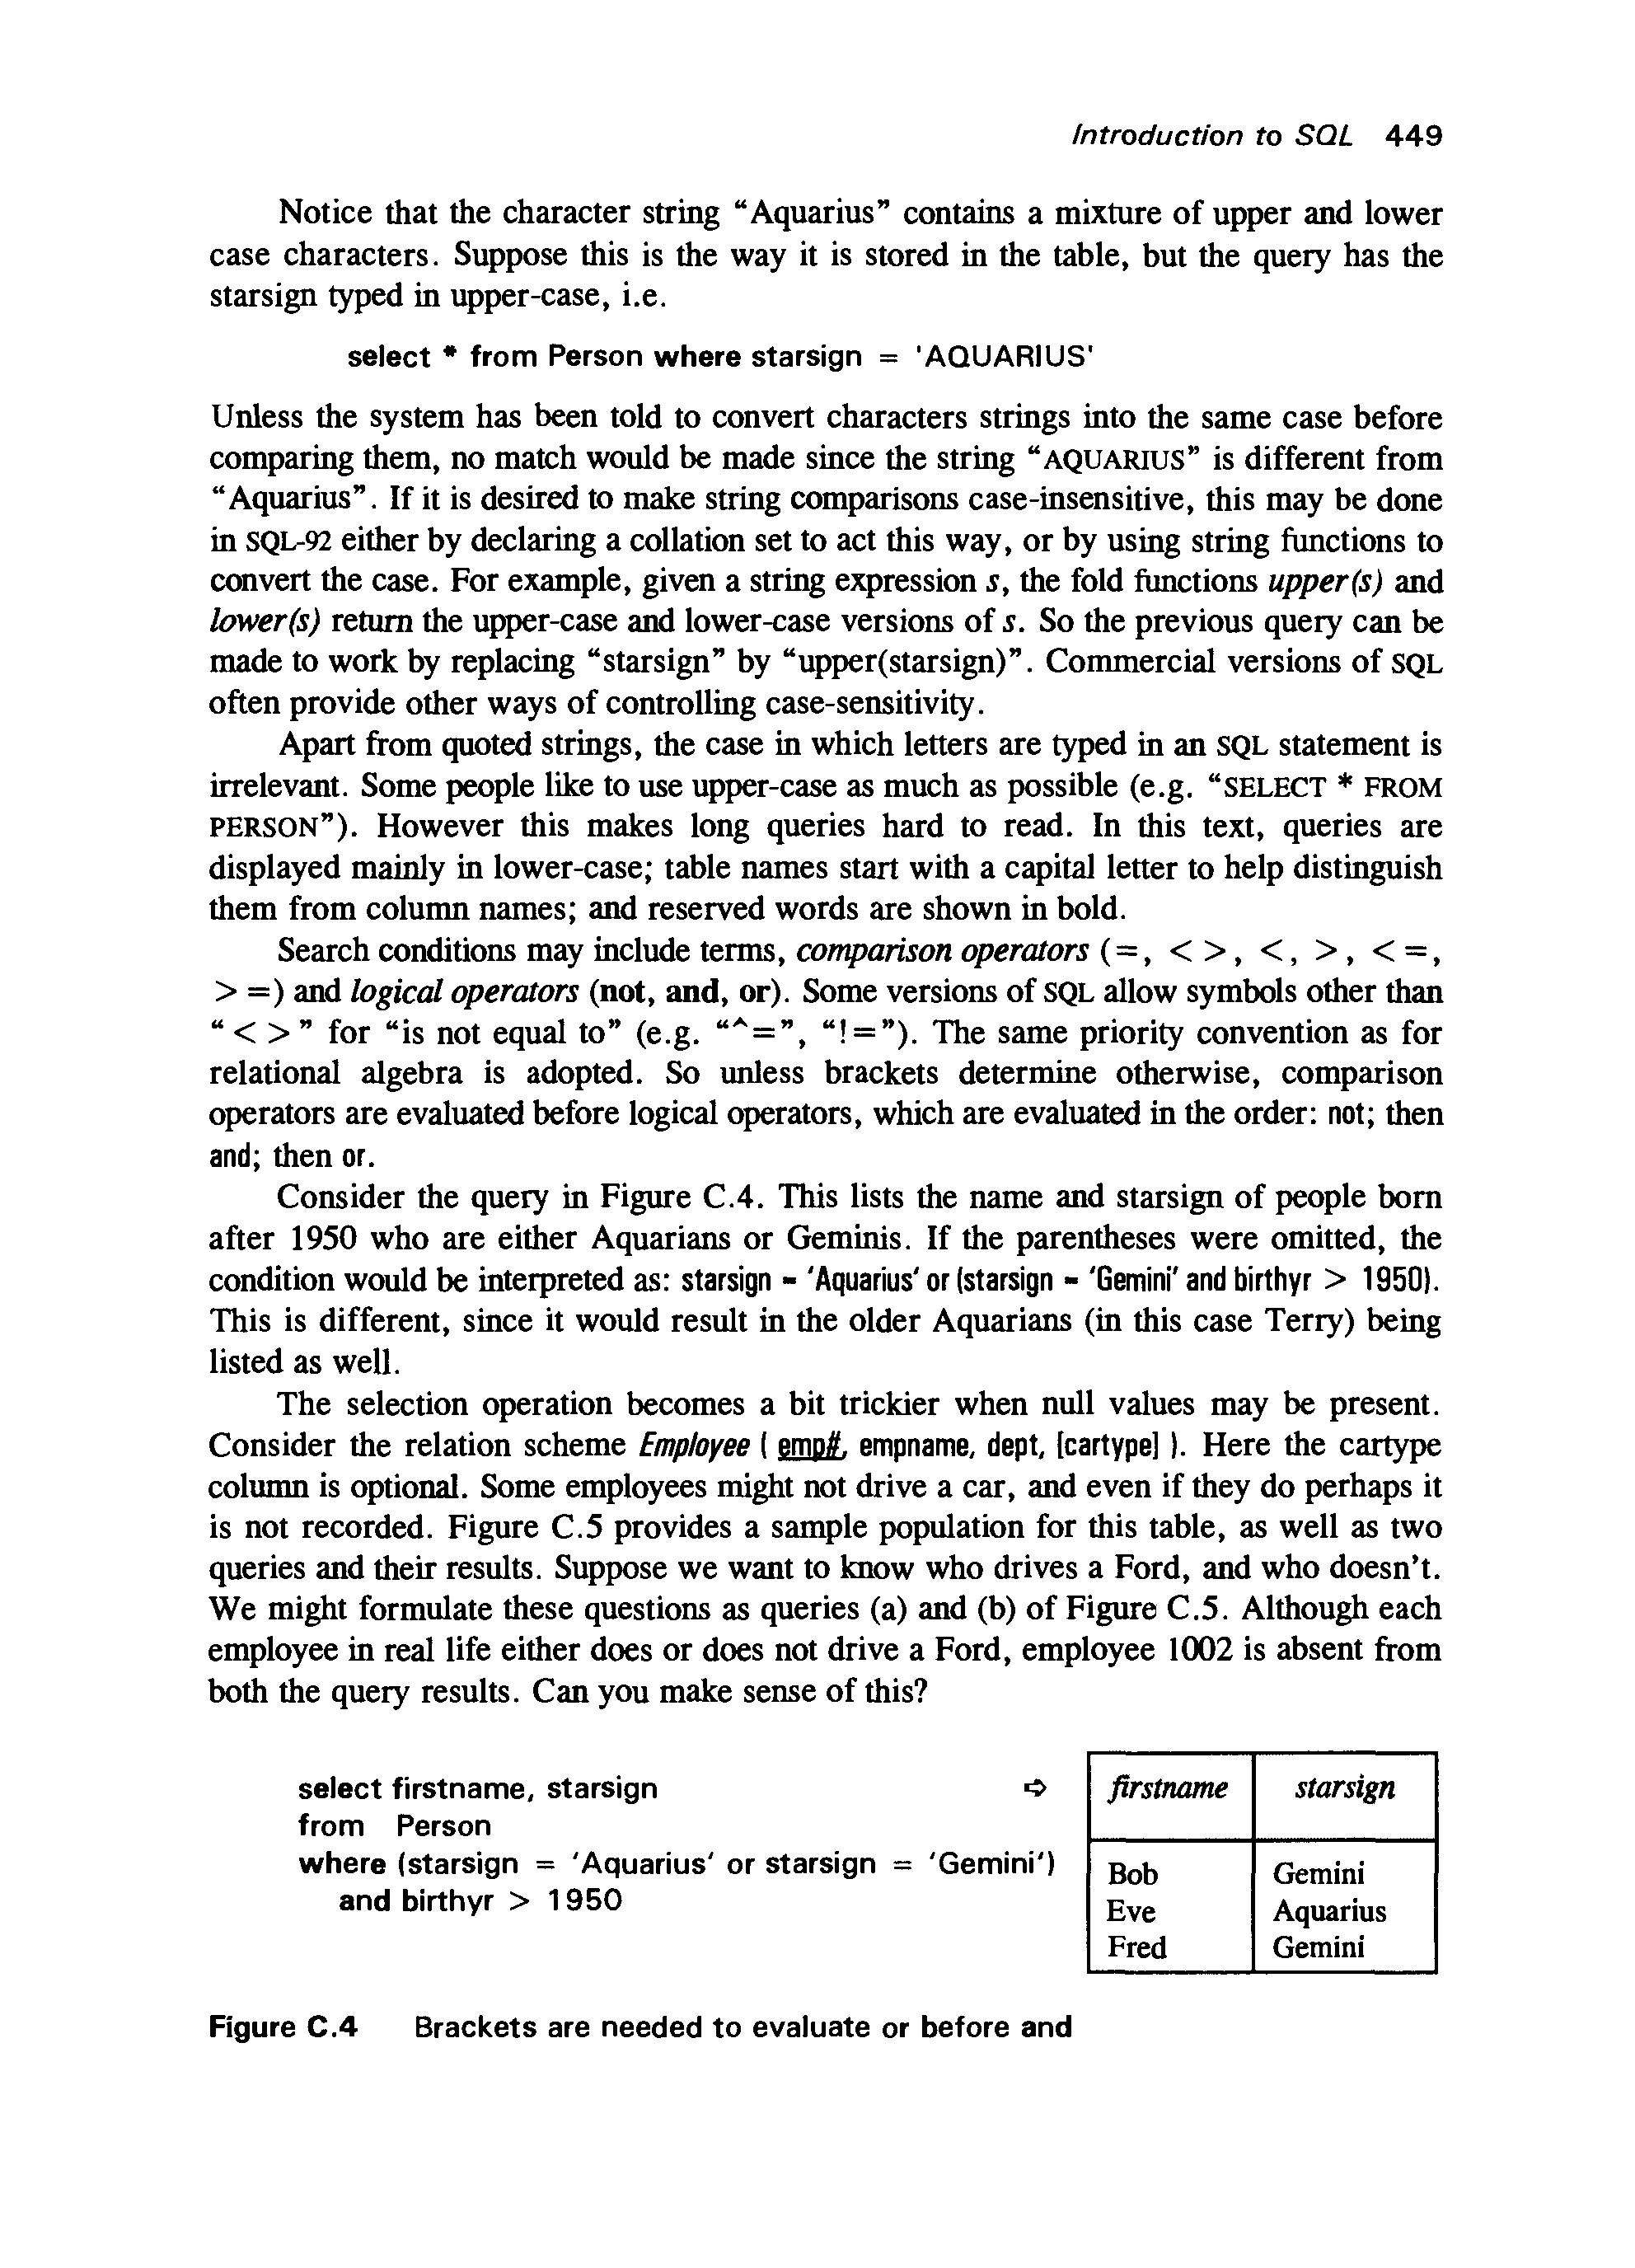 Introduction to SQL 449
Notice that the character string “Aquarius” contains a mixture of upper and lower
case characters. Suppose this is the way it is stored in the table, but the query has the
starsign typed in upper-case, i.e.
select * from Person where starsign = 'AQUARIUS'
Unless the system has been told to convert characters strings into the same case before
comparing them, no match would be made since the string “AQUARIUS” is different from
“Aquarius”. If it is desired to make string comparisons case-insensitive, this may be done
in SQL-92 either by declaring a collation set to act this way, or by using string functions to
convert the case. For example, given a string expression s, the fold functions upper(s) and
lower(s) return the upper-case and lower-case versions of s. So the previous query can be
made to work by replacing “starsign” by “upper(starsign)”. Commercial versions of SQL
often provide other ways of controlling case-sensitivity.
Apart from quoted strings, the case in which letters are typed in an SQL statement is
irrelevant. Some people like to use upper-case as much as possible (e.g. “SELECT * FROM
PERSON”). However this makes long queries hard to read. In this text, queries are
displayed mainly in lower-case; table names start with a capital letter to help distinguish
them from column names; and reserved words are shown in bold.
Search conditions may include terms, comparison operators (=, < >, <, >, < =,
> =) and logical operators (not, and, or). Some versions of SQL allow symbols other than
“ < > ” for “is not equal to” (e.g. “^=”, “!=”). The same priority convention as for
relational algebra is adopted. So unless brackets determine otherwise, comparison
operators are evaluated before logical operators, which are evaluated in the order: not; then
and; then or.
Consider the query in Figure C.4. This lists the name and starsign of people born
after 1950 who are either Aquarians or Geminis. If the parentheses were omitted, the
condition would be interpreted as: starsign = 'Aquarius' or (starsign = 'Gemini' and birthyr > 1950).
This is different, since it would result in the older Aquarians (in this case Terry) being
listed as well.
The selection operation becomes a bit trickier when null values may be present.
Consider the relation scheme Employee ( emp#, empname, dept, [cartype] ). Here the cartype
column is optional. Some employees might not drive a car, and even if they do perhaps it
is not recorded. Figure C.5 provides a sample population for this table, as well as two
queries and their results. Suppose we want to know who drives a Ford, and who doesn’t.
We might formulate these questions as queries (a) and (b) of Figure C.5. Although each
employee in real life either does or does not drive a Ford, employee 1002 is absent from
both the query results. Can you make sense of this?
select firstname, starsign ➪
from Person
where (starsign = 'Aquarius' or starsign = 'Gemini')
and birthyr > 1950
firstname starsign
Bob Gemini
Eve Aquarius
Fred Gemini
Figure C.4 Brackets are needed to evaluate or before and